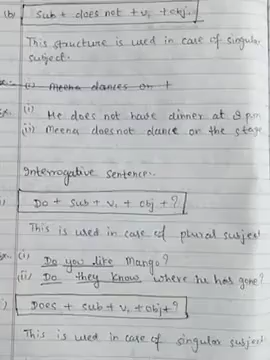 (b) Sub + does not + v₁ + obj.
This structure is used in case of singular
subject.
(i) Meena dances on t
Ex. (i) He does not have dinner at 8 p.m
(ii) Meena does not dance on the stage
Interrogative sentence.
Do + sub + v₁ + obj + ?
This is used in case of plural subject
(i) Do you like Mango?
(ii) Do they know where he has gone?
Does + sub + v₁ + obj + ?
This is used in case of singular subject